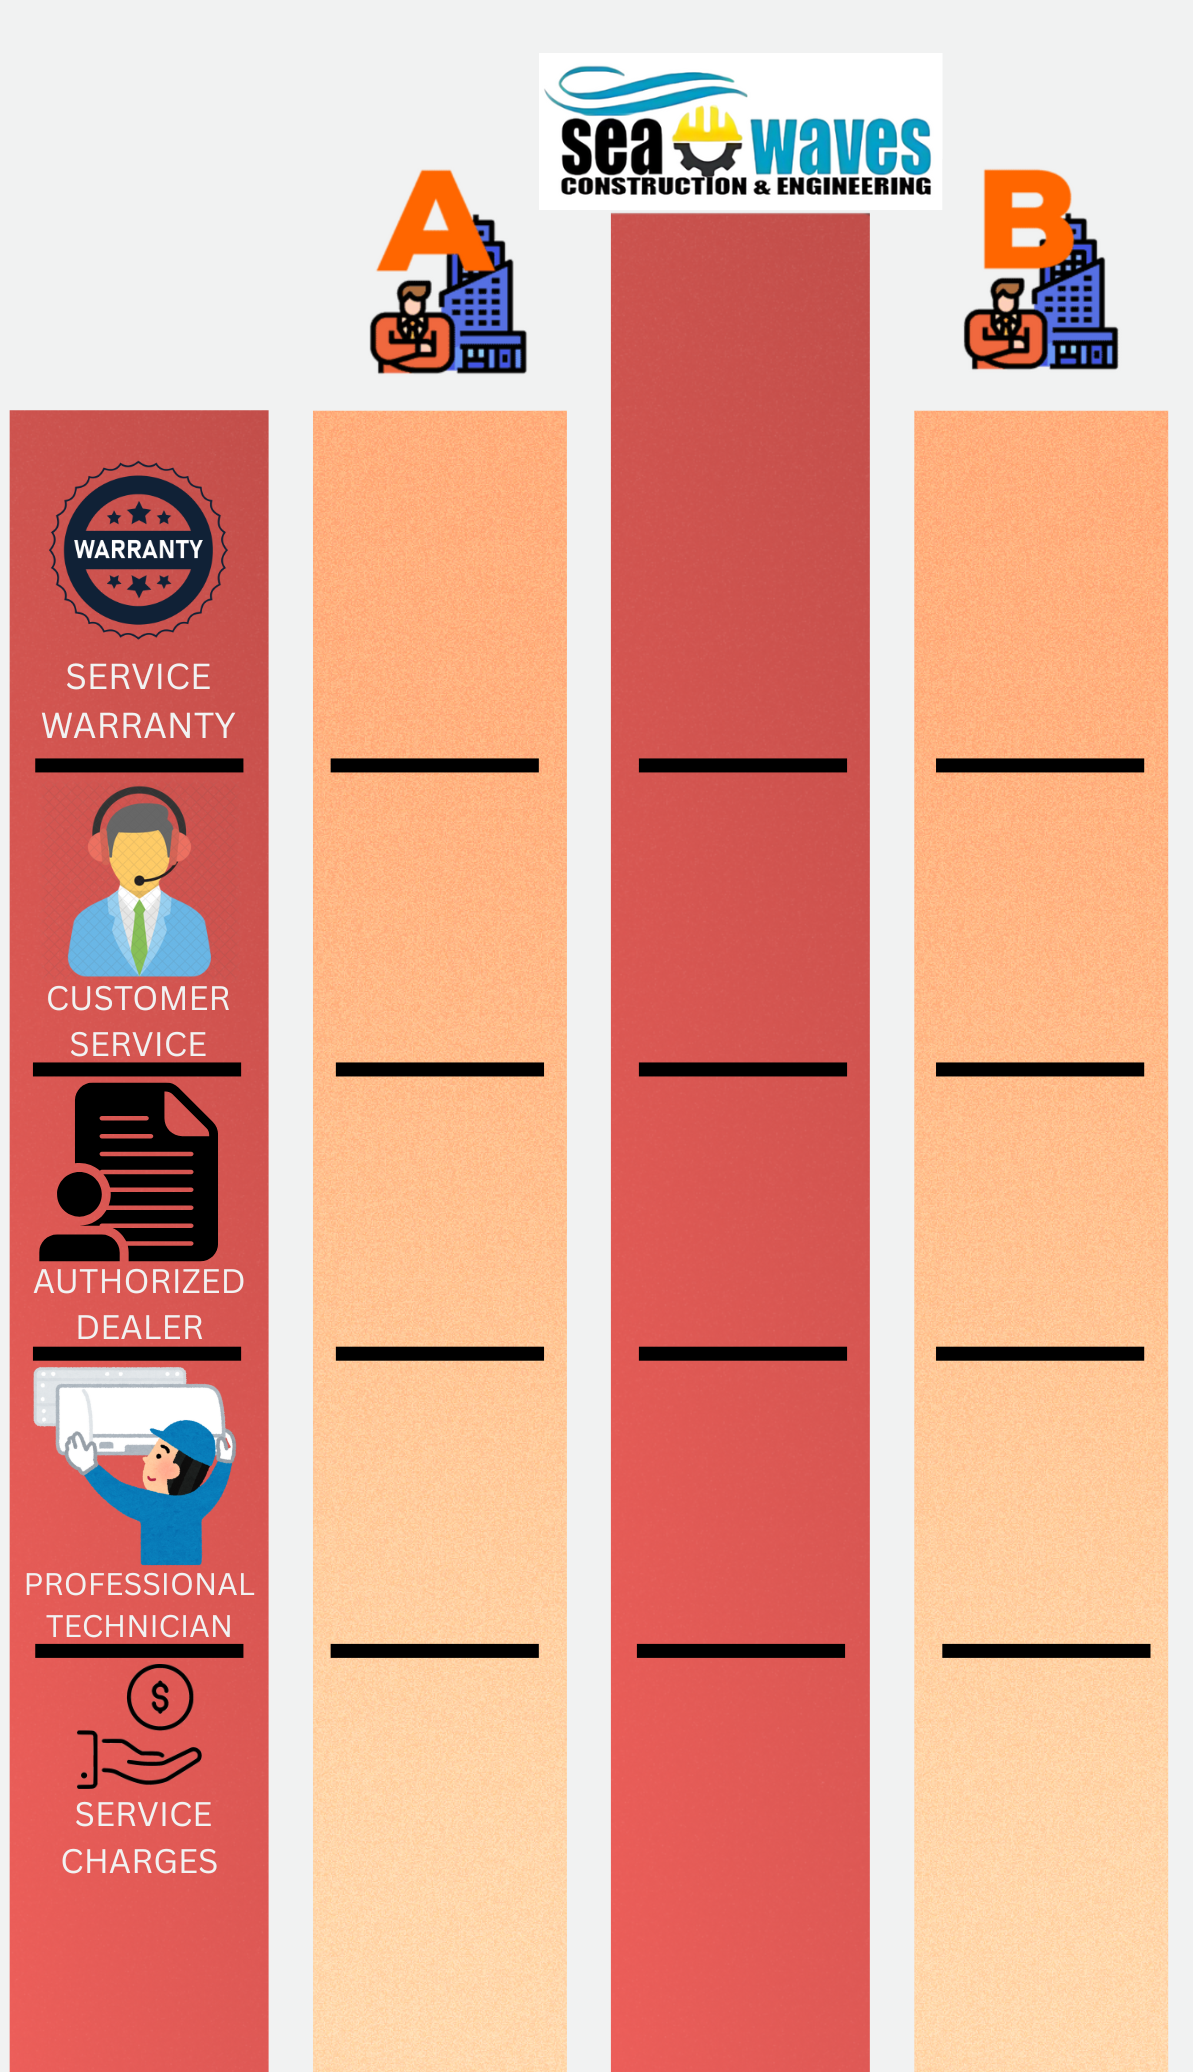 sea waves
CONSTRUCTION & ENGINEERING
A
B
WARRANTY
SERVICE
WARRANTY
CUSTOMER
SERVICE
AUTHORIZED
DEALER
PROFESSIONAL
TECHNICIAN
$
SERVICE
CHARGES